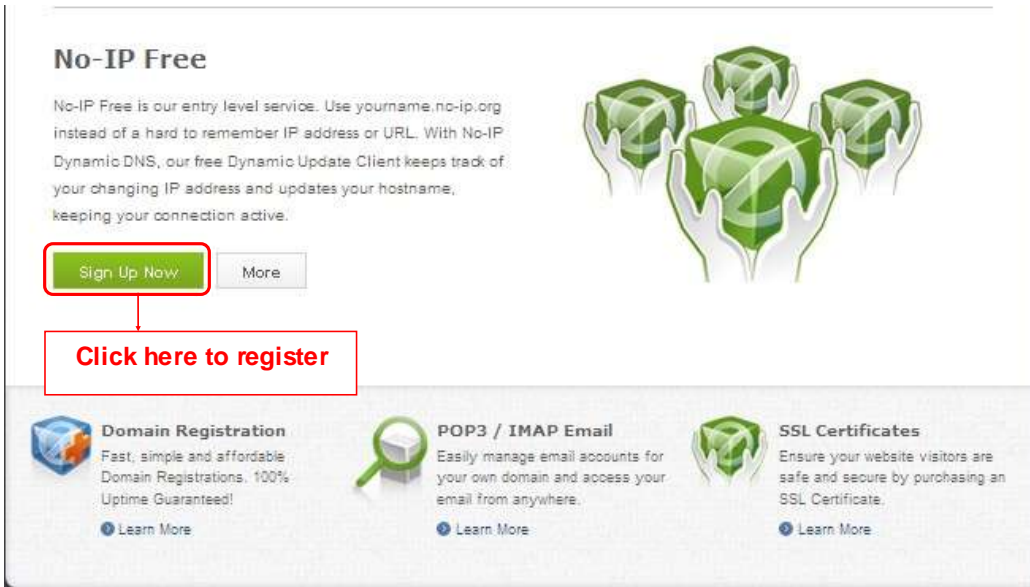 No-IP Free
No-IP Free is our entry level service. Use yourname.no-ip.org
instead of a hard to remember IP address or URL. With No-IP
Dynamic DNS, our free Dynamic Update Client keeps track of
your changing IP address and updates your hostname,
keeping your connection active.
Sign Up Now
More
Click here to register
Domain Registration
Fast, simple and affordable
Domain Registrations. 100%
Uptime Guaranteed!
Learn More
POP3 / IMAP Email
Easily manage email accounts for
your own domain and access your
email from anywhere.
Learn More
SSL Certificates
Ensure your website visitors are
safe and secure by purchasing an
SSL Certificate.
Learn More